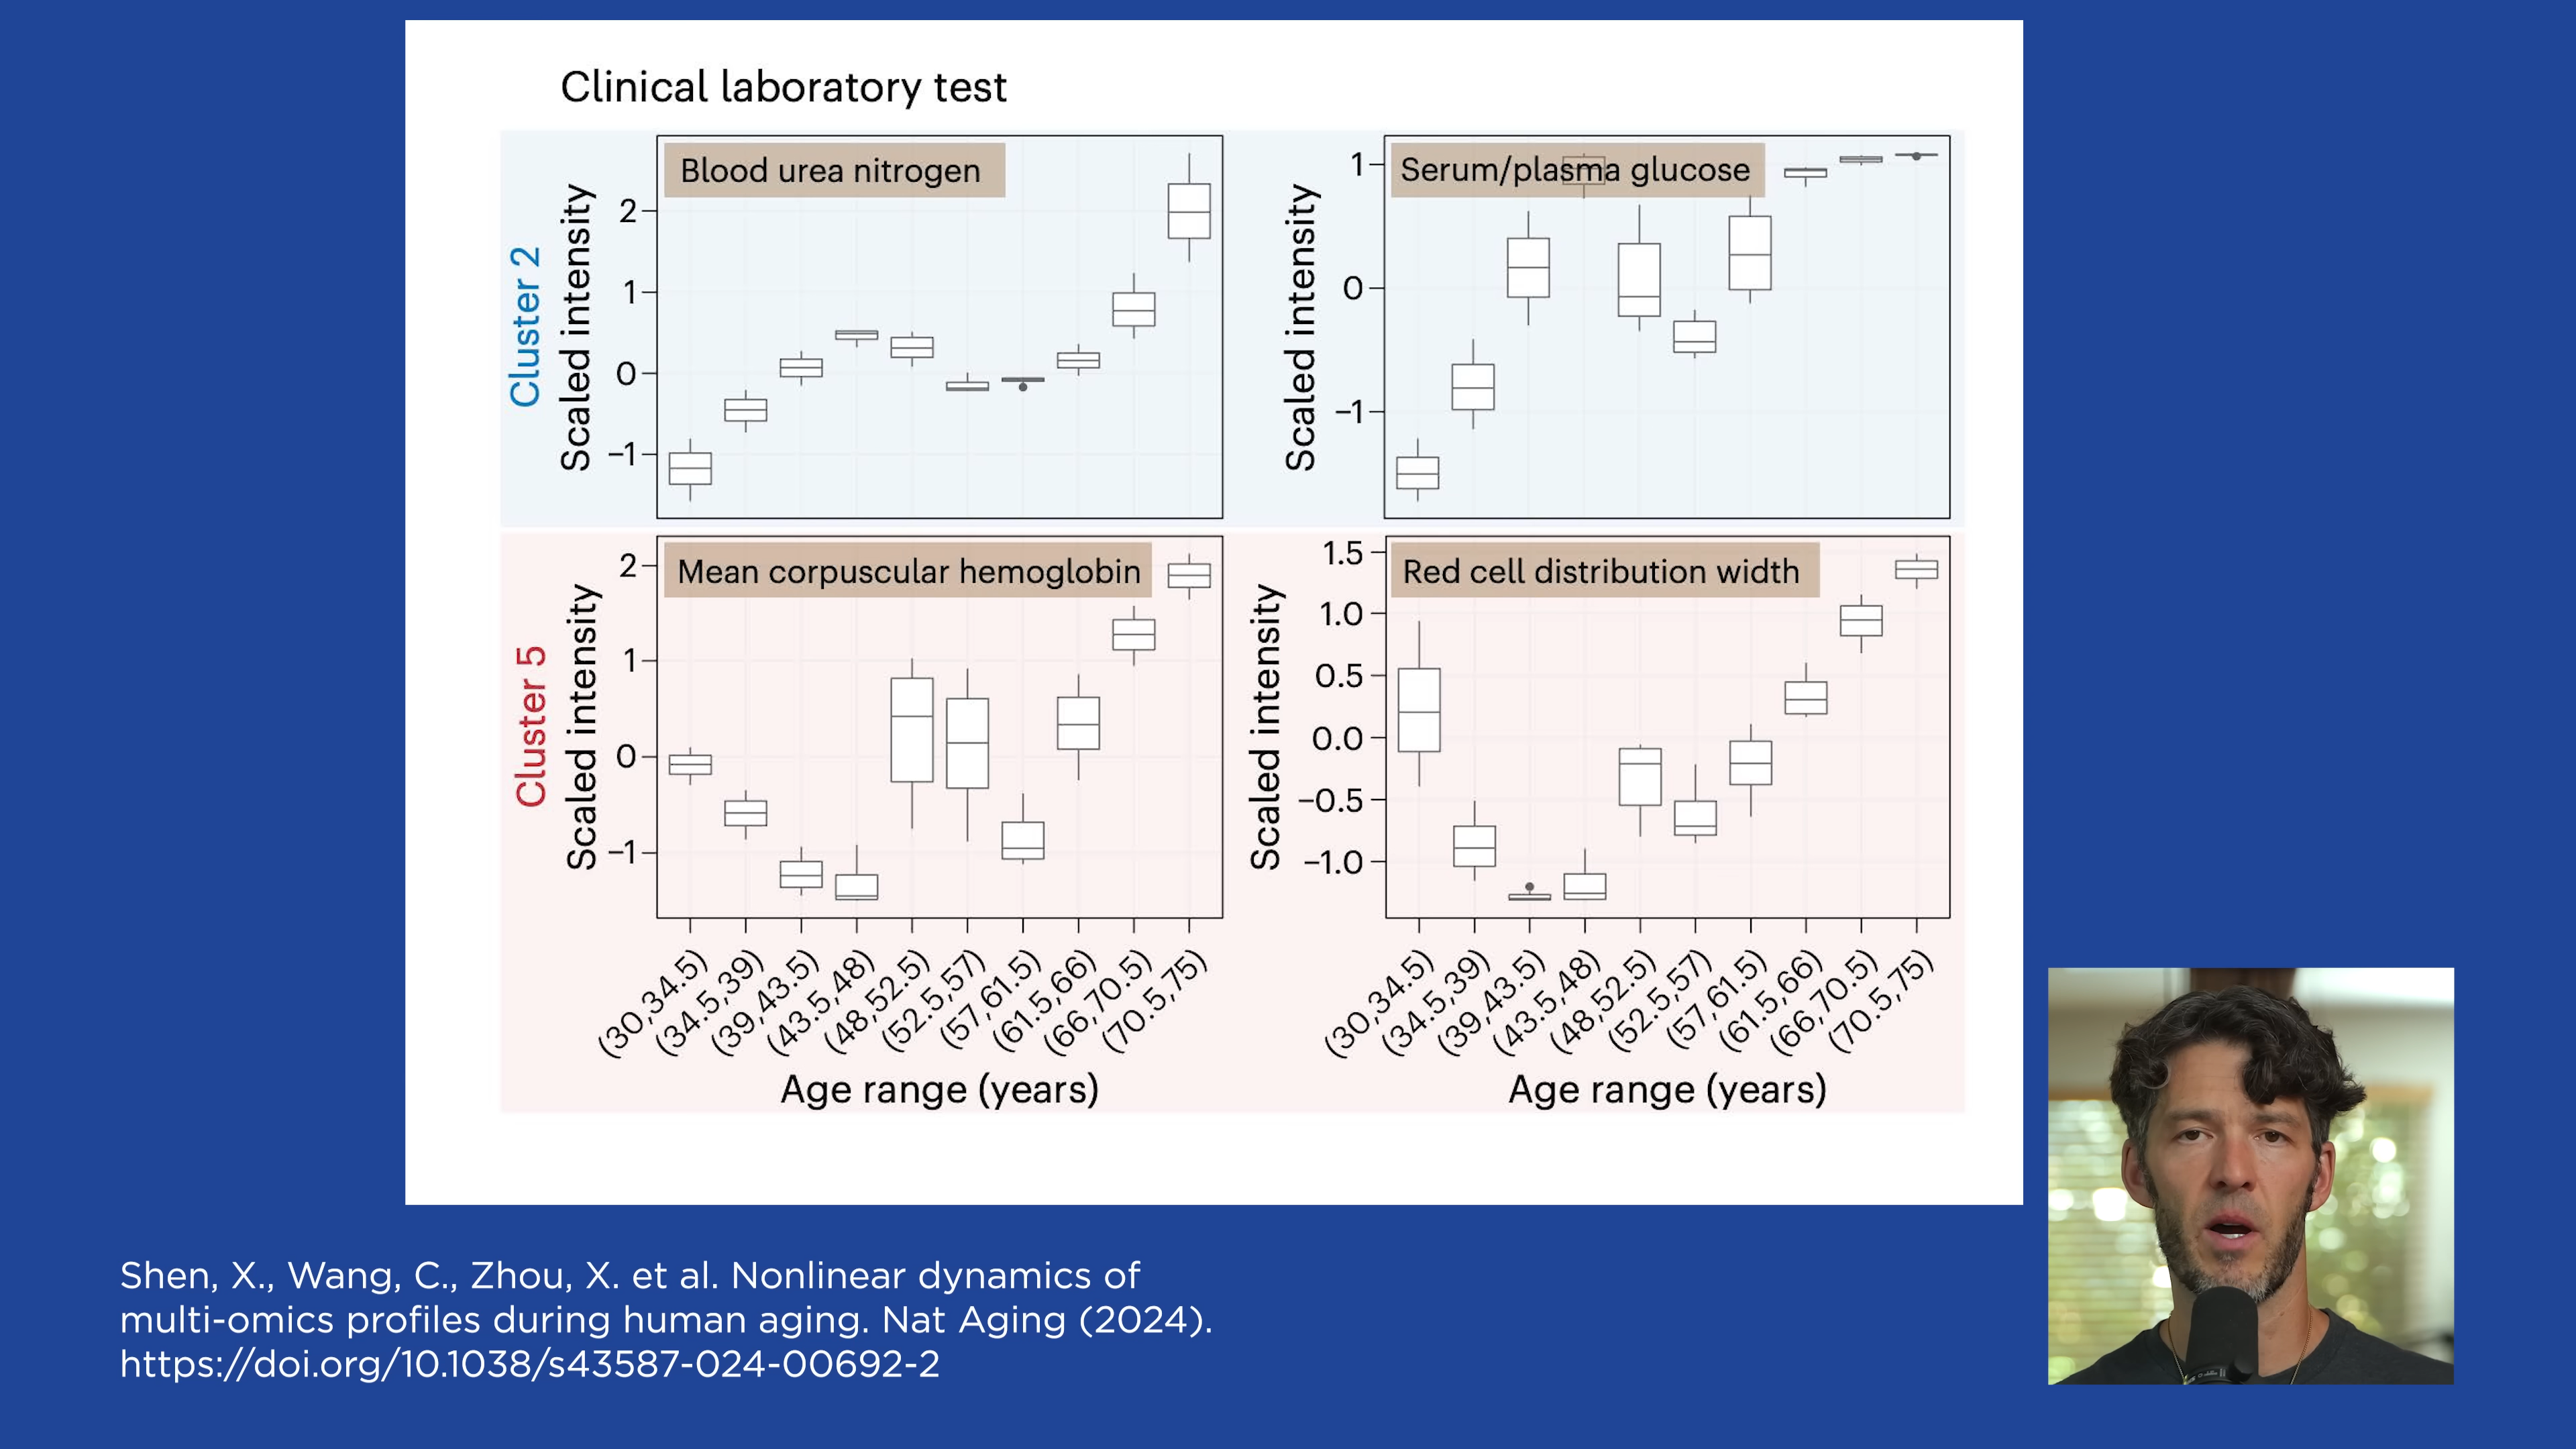 Clinical laboratory test
Cluster 2
Scaled intensity
2
1
0
−1
Blood urea nitrogen
Scaled intensity
1
0
−1
Serum/plasma glucose
Cluster 5
Scaled intensity
2
1
0
−1
Mean corpuscular hemoglobin
(30,34.5)
(34.5,39)
(39,43.5)
(43.5,48)
(48,52.5)
(52.5,57)
(57,61.5)
(61.5,66)
(66,70.5)
(70.5,75)
Age range (years)
Scaled intensity
1.5
1.0
0.5
0.0
−0.5
−1.0
Red cell distribution width
(30,34.5)
(34.5,39)
(39,43.5)
(43.5,48)
(48,52.5)
(52.5,57)
(57,61.5)
(61.5,66)
(66,70.5)
(70.5,75)
Age range (years)
Shen, X., Wang, C., Zhou, X. et al. Nonlinear dynamics of
multi-omics profiles during human aging. Nat Aging (2024).
https://doi.org/10.1038/s43587-024-00692-2